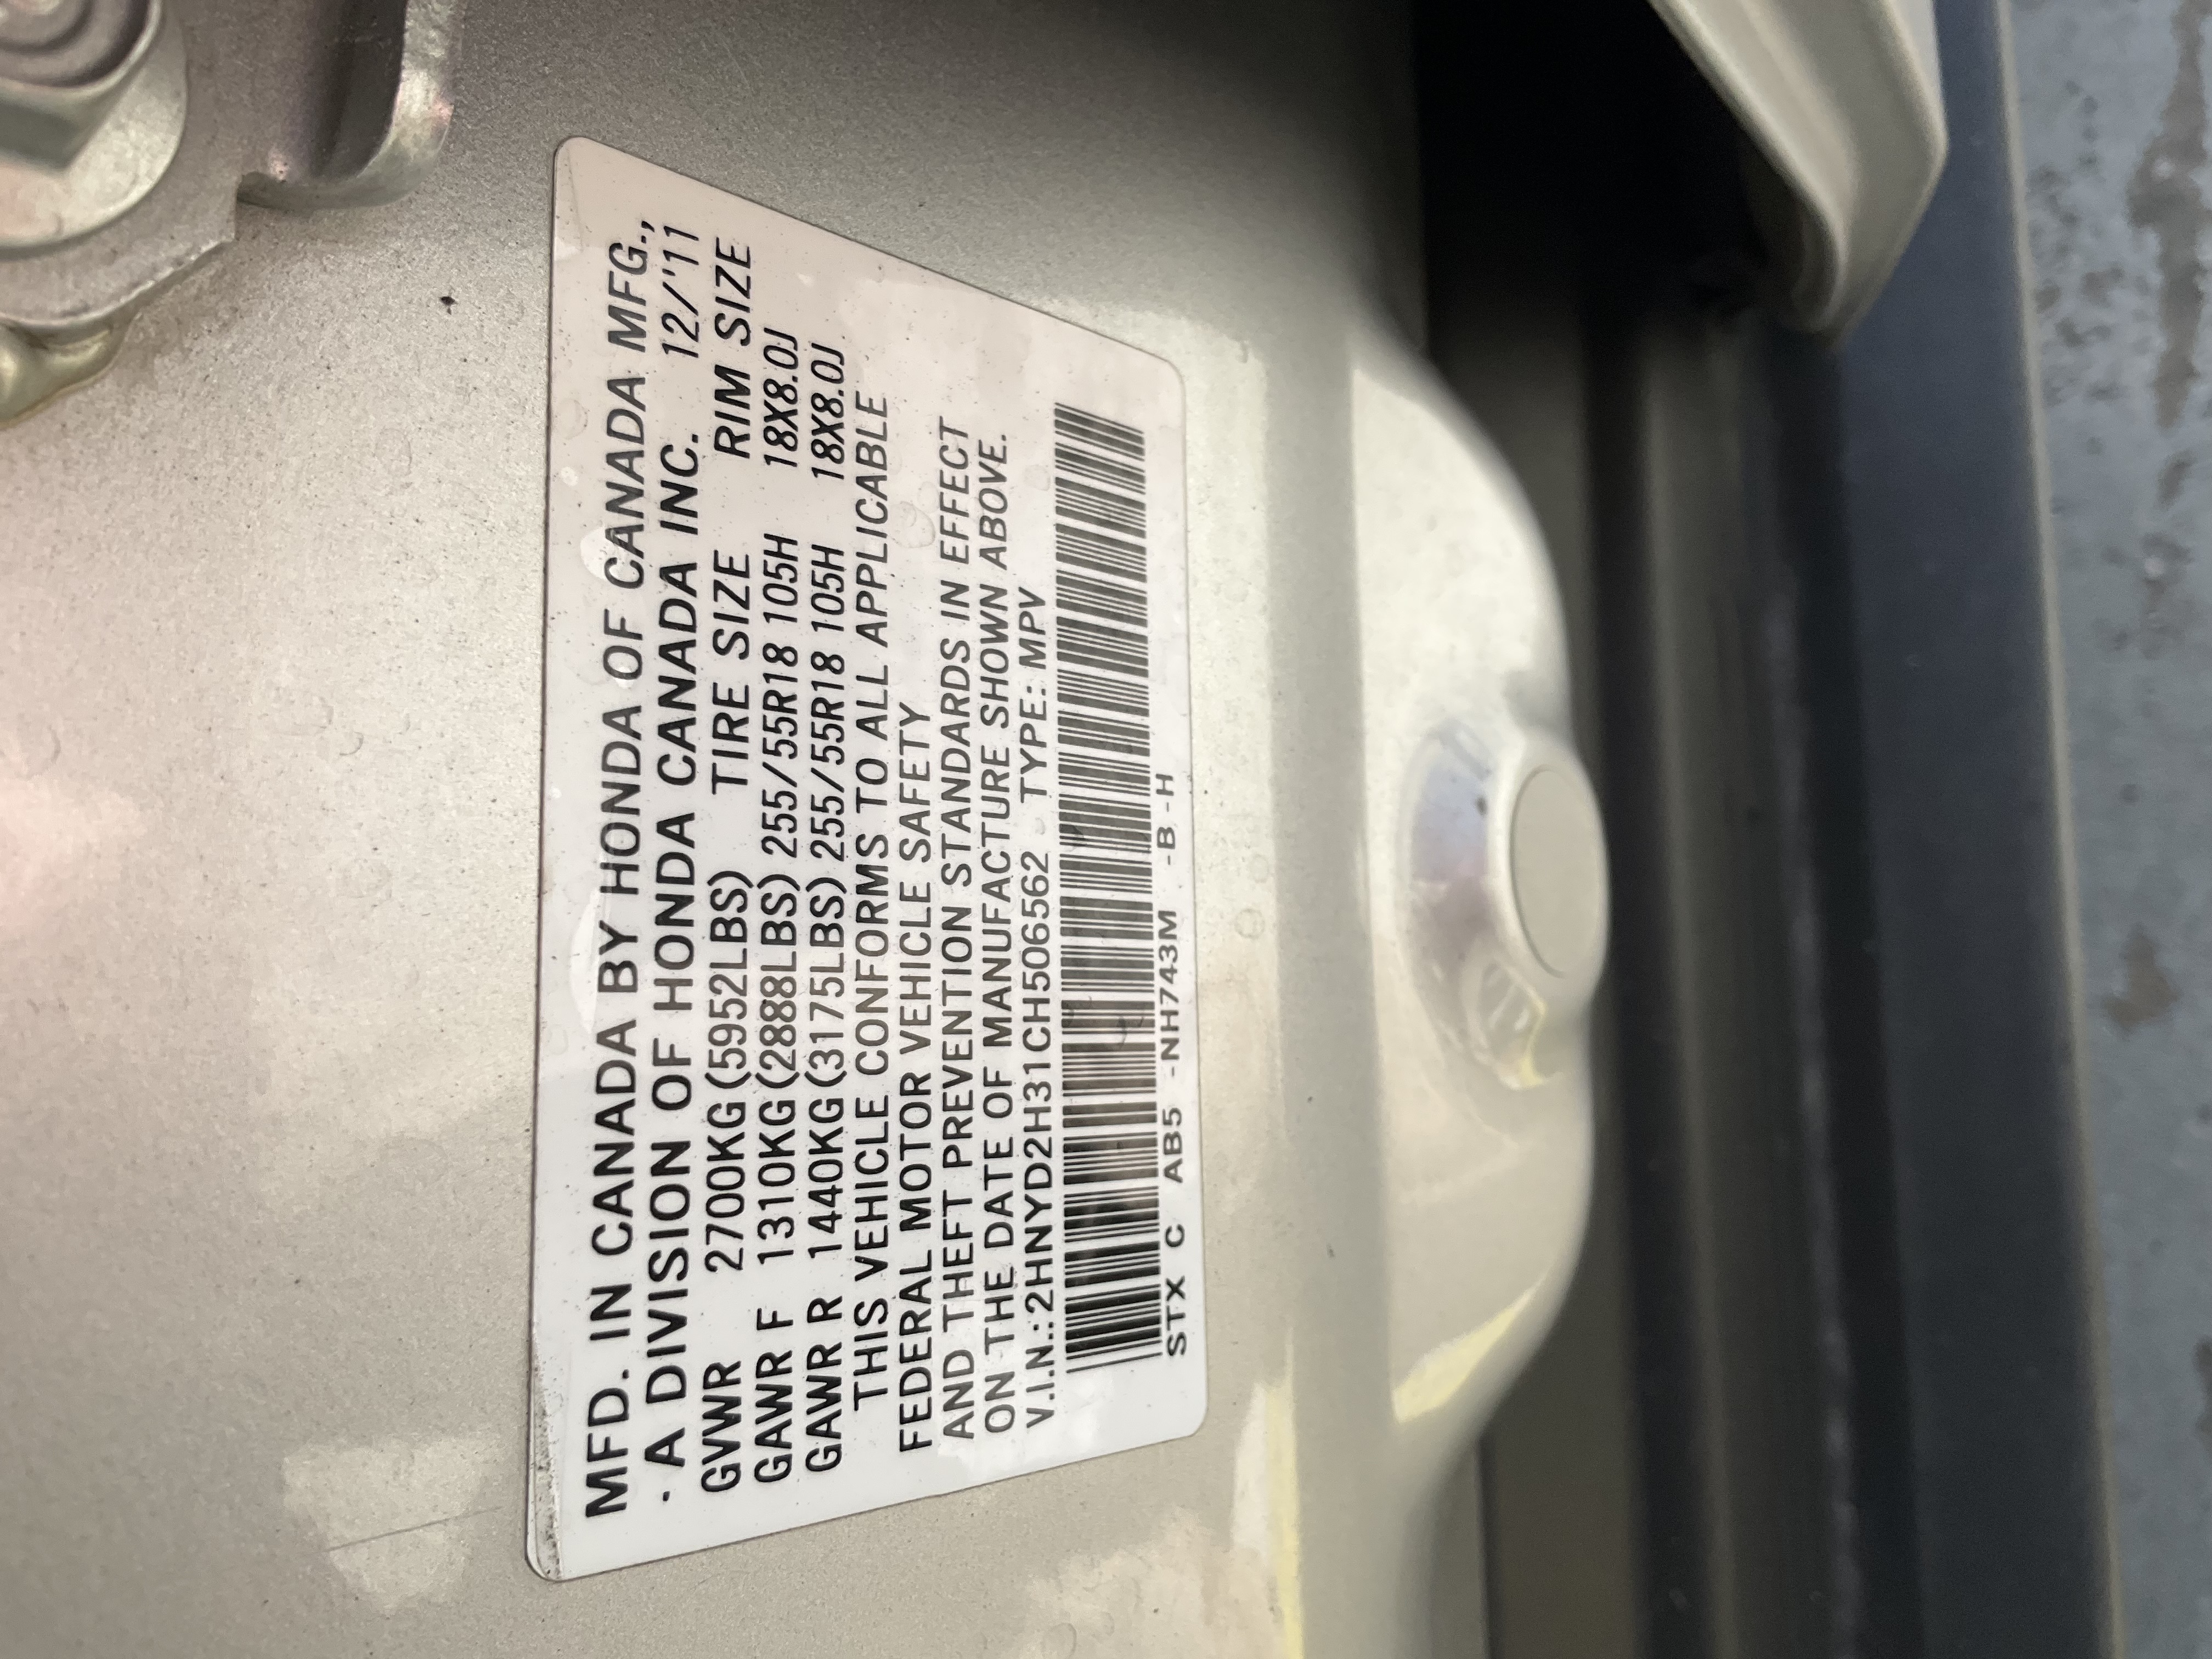 MFD. IN CANADA BY HONDA OF CANADA MFG.,
A DIVISION OF HONDA CANADA INC. 12/'11
GVWR 2700KG(5952LBS) TIRE SIZE RIM SIZE
GAWR F 1310KG(2888LBS) 255/55R18 105H 18X8.0J
GAWR R 1440KG(3175LBS) 255/55R18 105H 18X8.0J
THIS VEHICLE CONFORMS TO ALL APPLICABLE
FEDERAL MOTOR VEHICLE SAFETY
AND THEFT PREVENTION STANDARDS IN EFFECT
ON THE DATE OF MANUFACTURE SHOWN ABOVE.
V.I.N.:2HNYD2H31CH506562 TYPE: MPV
STX C AB5 -NH743M -B -H